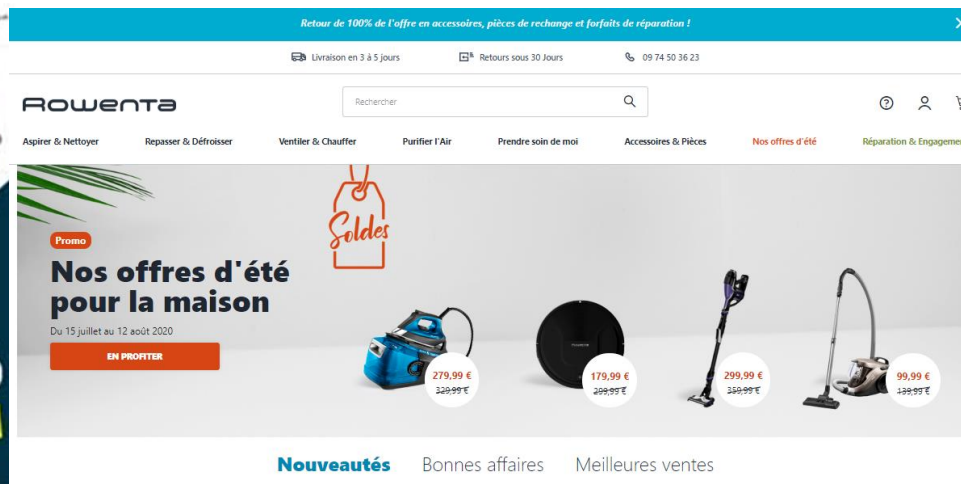 Retour de 100% de l'offre en accessoires, pièces de rechange et forfaits de réparation !
Livraison en 3 à 5 jours Retours sous 30 Jours 09 74 50 36 23
Rowenta Rechercher
Aspirer & Nettoyer Repasser & Défroisser Ventiler & Chauffer Purifier l'Air Prendre soin de moi Accessoires & Pièces Nos offres d'été Réparation & Engagemen
Soldes
Promo
Nos offres d'été
pour la maison
Du 15 juillet au 12 août 2020
EN PROFITER
279,99 € 179,99 € 299,99 € 99,99 €
329,99 € 299,99 € 359,99 € 139,99 €
Nouveautés Bonnes affaires Meilleures ventes